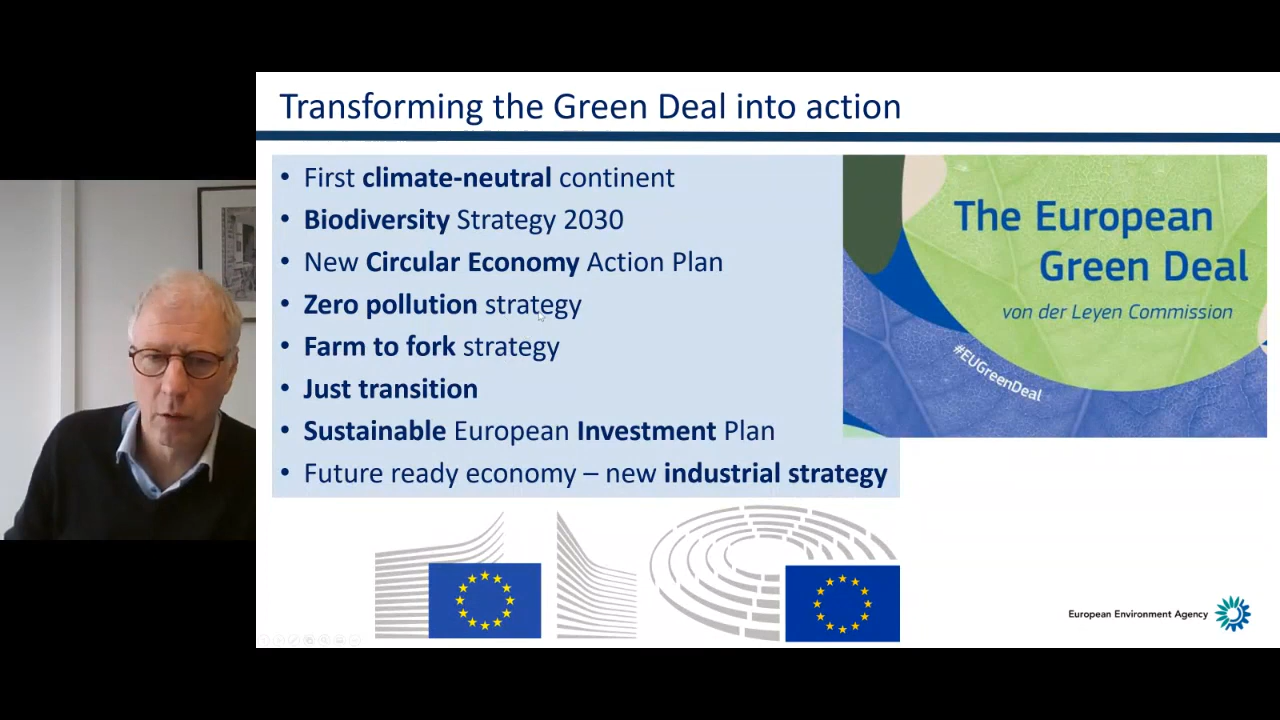 Transforming the Green Deal into action
• First climate-neutral continent
• Biodiversity Strategy 2030
• New Circular Economy Action Plan
• Zero pollution strategy
• Farm to fork strategy
• Just transition
• Sustainable European Investment Plan
• Future ready economy – new industrial strategy
The European
Green Deal
von der Leyen Commission
#EUGreenDeal
European Environment Agency